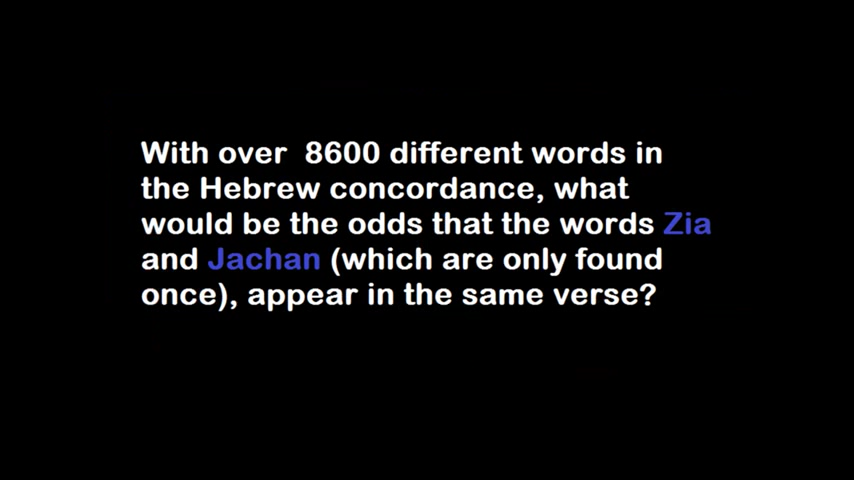 With over  8600 different words in
the Hebrew concordance, what
would be the odds that the words Zia
and Jachan (which are only found
once), appear in the same verse?